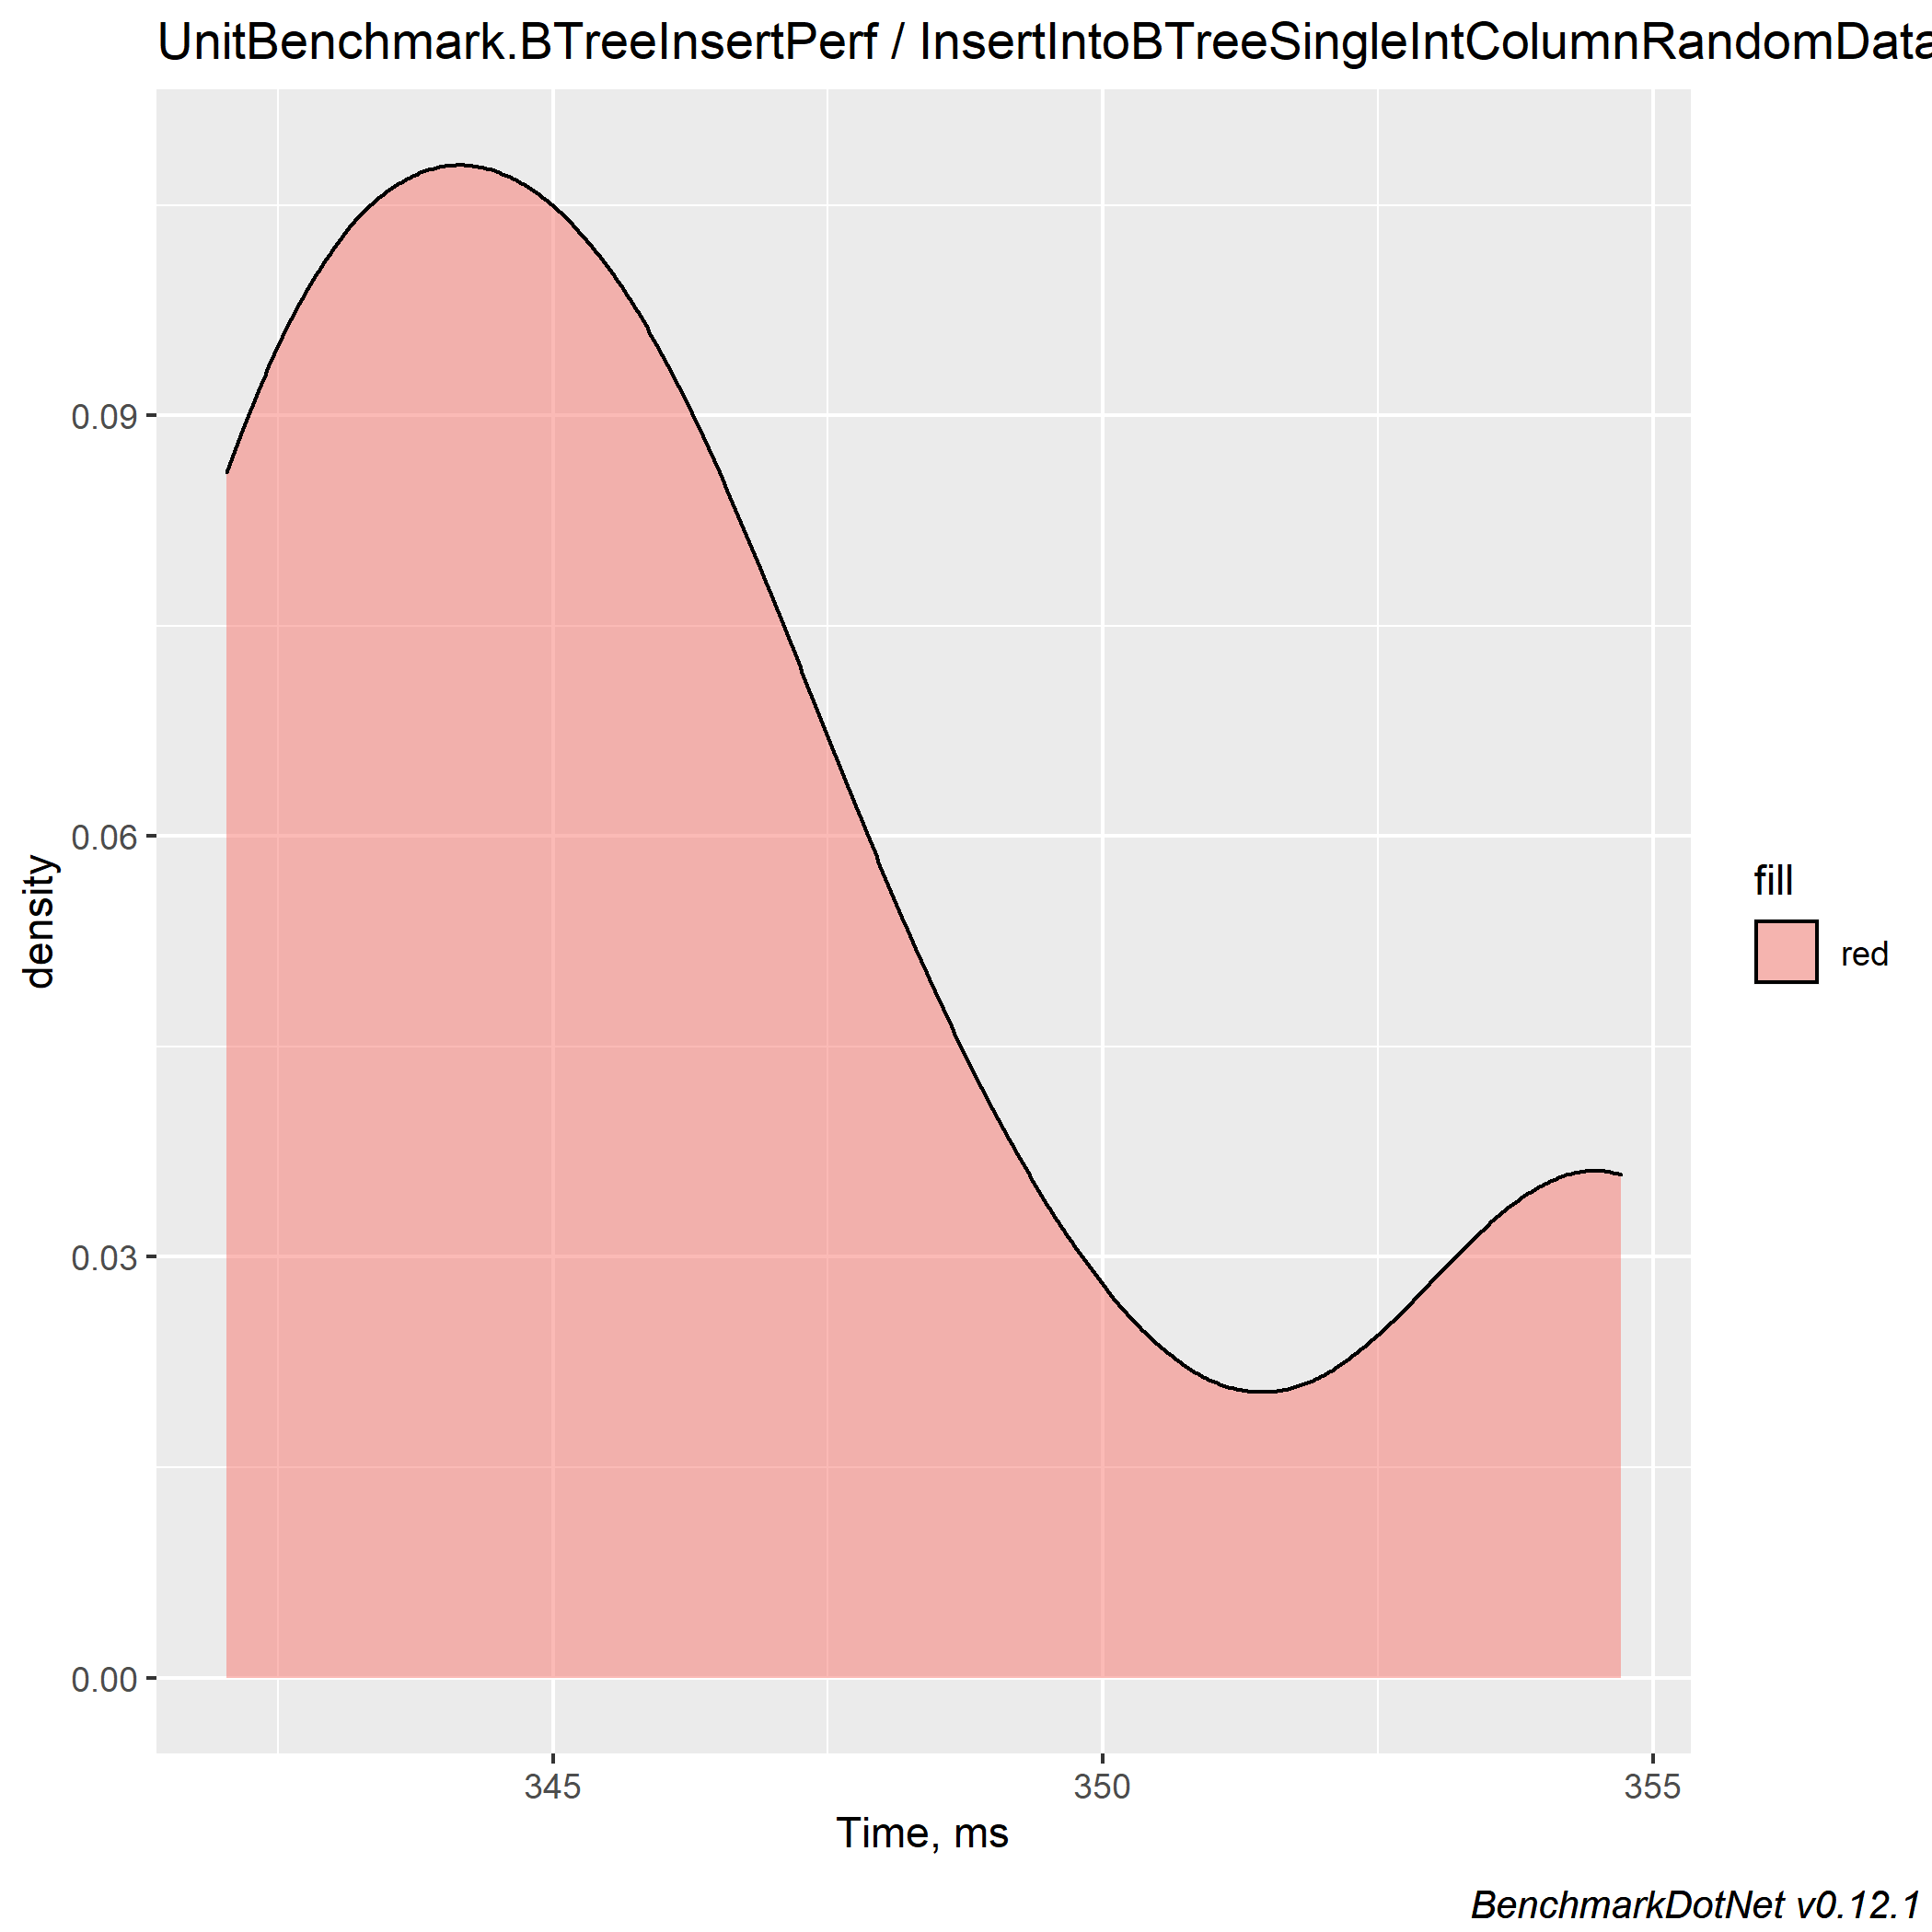 UnitBenchmark.BTreeInsertPerf / InsertIntoBTreeSingleIntColumnRandomData
0.09
0.06
0.03
0.00
density
345 350 355
Time, ms
fill
red
BenchmarkDotNet v0.12.1